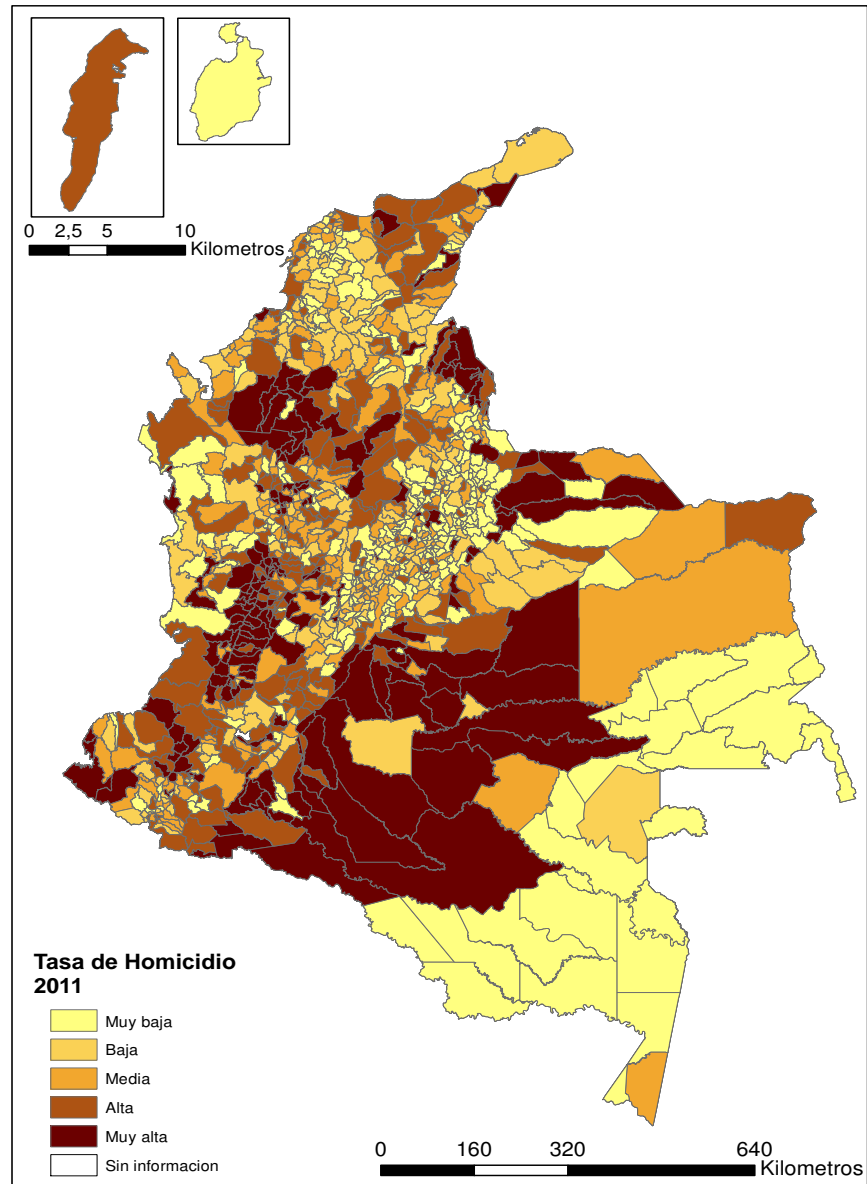 0 2,5 5 10
Kilometros
Tasa de Homicidio
2011
Muy baja
Baja
Media
Alta
Muy alta
Sin informacion
0 160 320 640
Kilometros